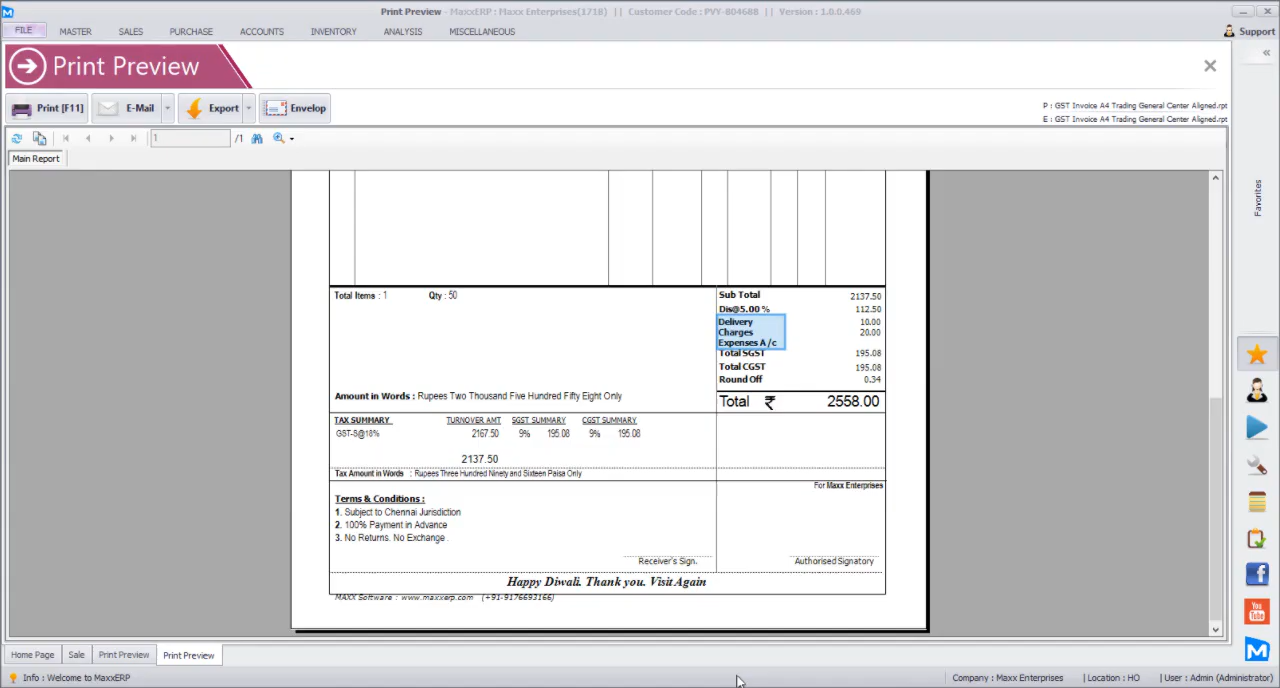 Print Preview - MaxxERP : Maxx Enterprises(1718) || Customer Code : PVY-804688 || Version : 1.0.0.469
FILE MASTER SALES PURCHASE ACCOUNTS INVENTORY ANALYSIS MISCELLANEOUS Support
Print Preview
Print [F11] E-Mail Export Envelop
P : GST Invoice A4 Trading General Center Aligned.rpt
E : GST Invoice A4 Trading General Center Aligned.rpt
1 /1
Main Report
Favorites
Total Items : 1 Qty : 50 Sub Total 2137.50
Dis@5.00 % 112.50
Delivery 10.00
Charges 20.00
Expenses A/c
Total SGST 195.08
Total CGST 195.08
Round Off 0.34
Amount in Words : Rupees Two Thousand Five Hundred Fifty Eight Only
Total ₹ 2558.00
TAX SUMMARY TURNOVER AMT SGST SUMMARY CGST SUMMARY
GST-S@18% 2167.50 9% 195.08 9% 195.08
2137.50
Tax Amount in Words : Rupees Three Hundred Ninety and Sixteen Paisa Only
For Maxx Enterprises
Terms & Conditions :
1. Subject to Chennai Jurisdiction
2. 100% Payment in Advance
3. No Returns. No Exchange .
Receiver's Sign. Authorised Signatory
Happy Diwali. Thank you. Visit Again
MAXX Software : www.maxxerp.com (+91-9176693166)
You
Tube
Home Page Sale Print Preview Print Preview
Info : Welcome to MaxxERP Company : Maxx Enterprises | Location : HO | User : Admin (Administrator)